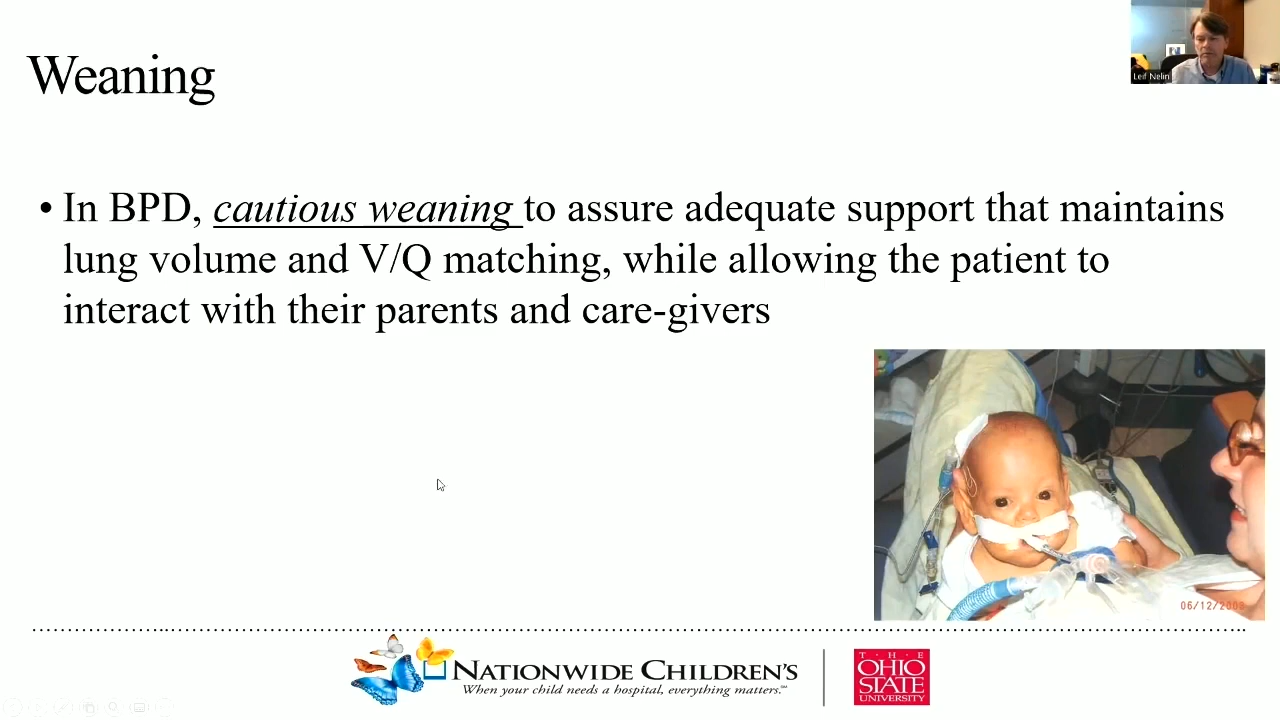 Weaning
Leif Nelin
• In BPD, cautious weaning to assure adequate support that maintains
lung volume and V/Q matching, while allowing the patient to
interact with their parents and care-givers
06/12/2003
NATIONWIDE CHILDREN'S
When your child needs a hospital, everything matters.℠
T · H · E
OHIO
STATE
UNIVERSITY